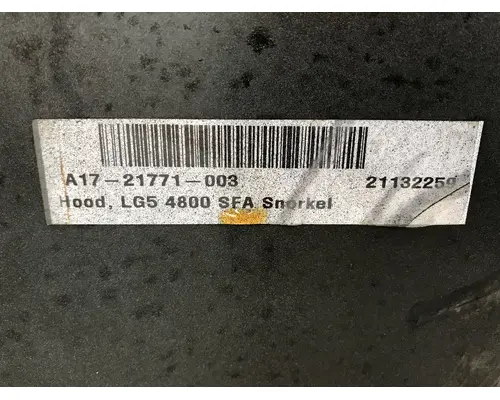 A17-21771-003 21132259
Hood, LG5 4800 SFA Snorkel